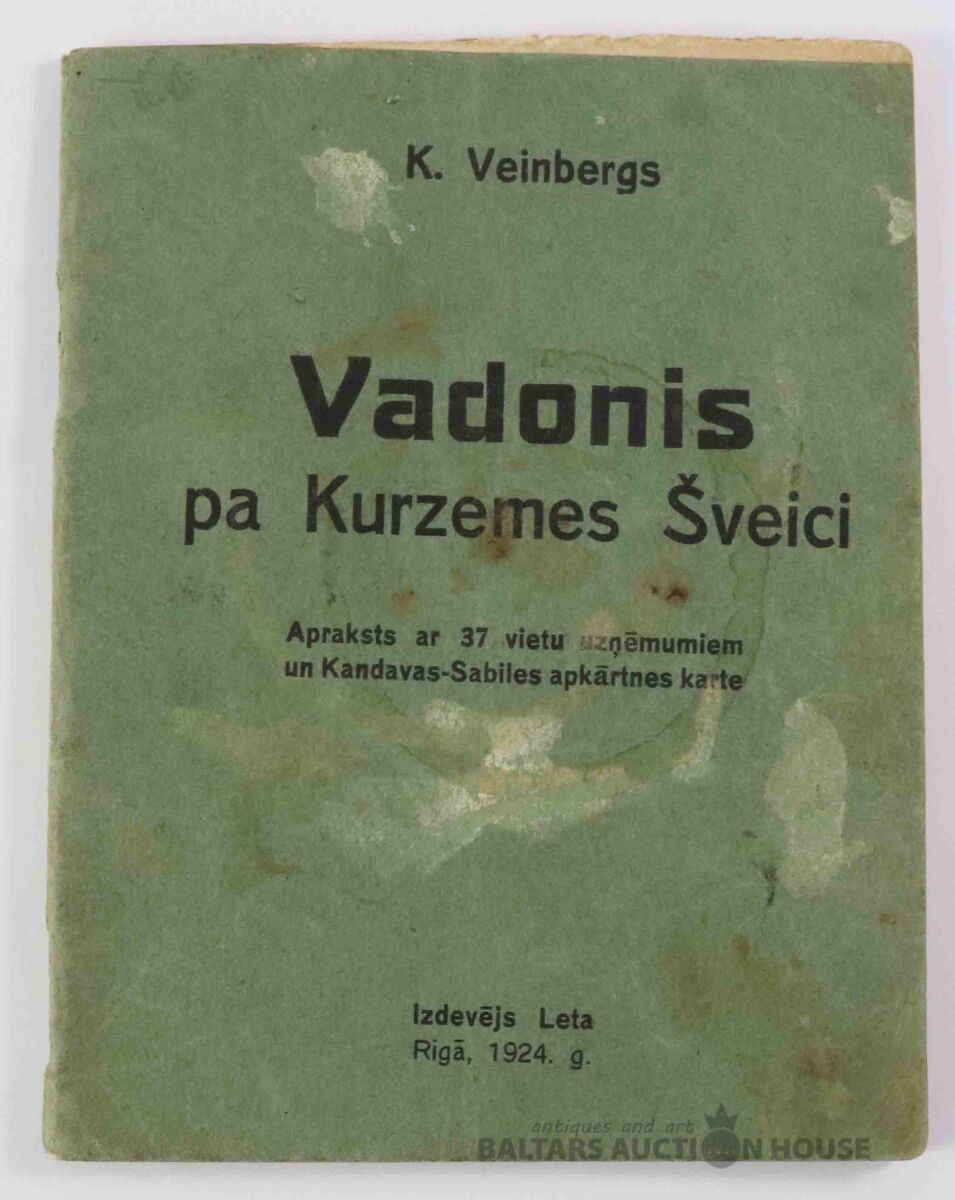 K. Veinbergs
Vadonis
pa Kurzemes Šveici
Apraksts ar 37 vietu uzņēmumiem
un Kandavas-Sabiles apkārtnes karte
Izdevējs Leta
Rigā, 1924. g.
antiques and art
BALTARS AUCTION HOUSE